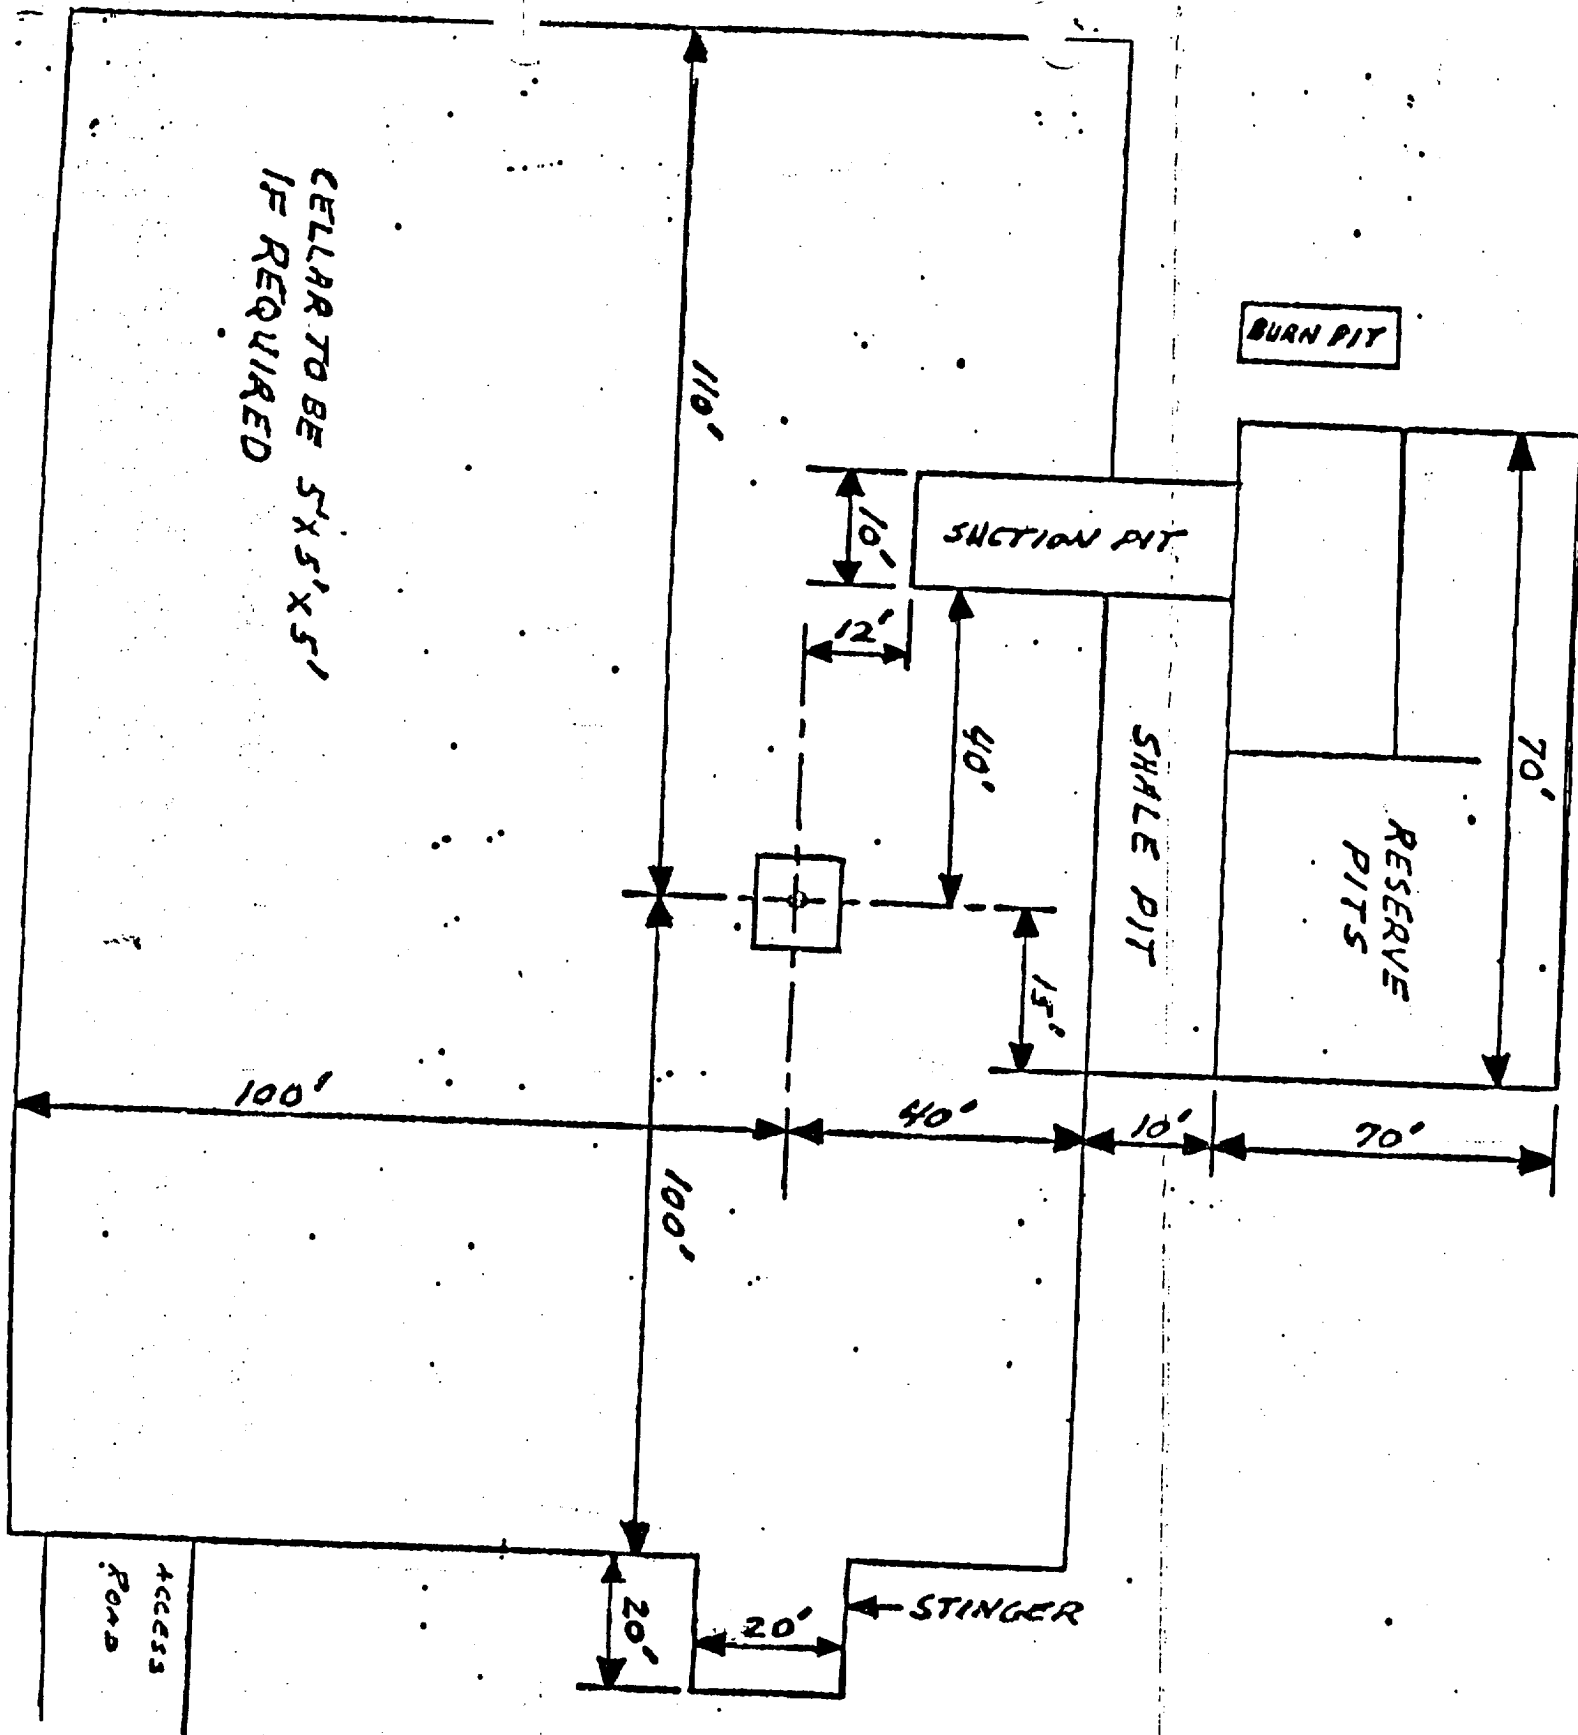 BURN PIT
CELLAR TO BE 5'X5'X5'
IF REQUIRED
110'
10'
SUCTION PIT
12'
40'
SHALE PIT
70'
RESERVE
PITS
15'
100'
40'
10'
70'
100'
STINGER
20'
20'
ACCESS
ROAD